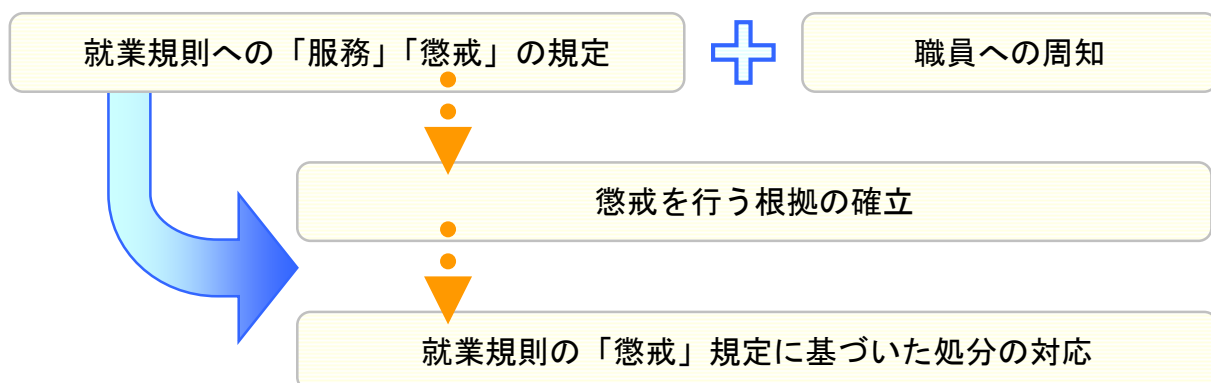 就業規則への「服務」「懲戒」の規定
職員への周知
懲戒を行う根拠の確立
就業規則の「懲戒」規定に基づいた処分の対応